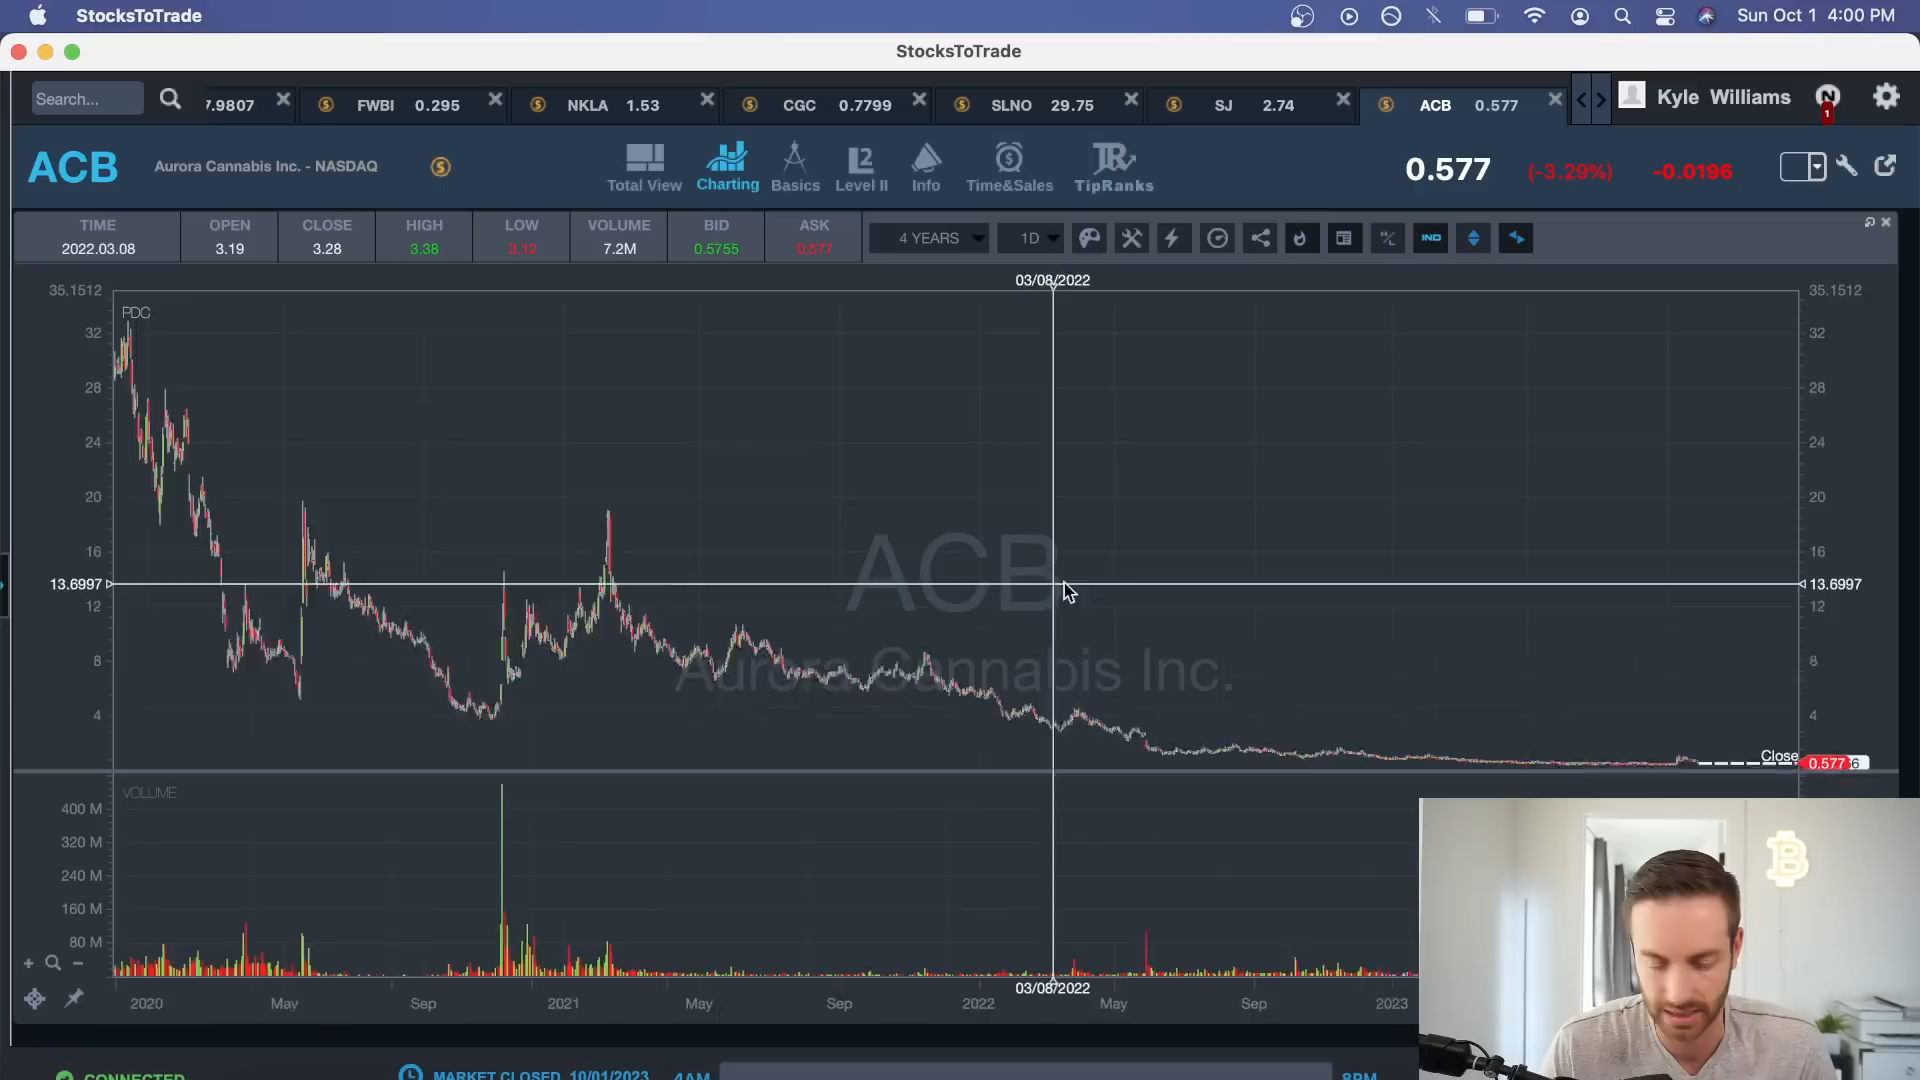 StocksToTrade
Sun Oct 1 4:00 PM
StocksToTrade
Search...
7.9807
FWBI 0.295
NKLA 1.53
CGC 0.7799
SLNO 29.75
SJ 2.74
ACB 0.577
Kyle Williams
N
1
ACB
Aurora Cannabis Inc. - NASDAQ
Total View
Charting
Basics
L2
Level II
Info
Time&Sales
TR
TipRanks
0.577 (-3.29%) -0.0196
TIME OPEN CLOSE HIGH LOW VOLUME BID ASK
2022.03.08 3.19 3.28 3.38 3.12 7.2M 0.5755 0.577
4 YEARS
1D
IND
03/08/2022
35.1512 35.1512
PDC
32 32
28 28
24 24
20 20
16 16
13.6997 13.6997
12 12
8 8
4 4
ACB
Aurora Cannabis Inc.
Close
0.577
VOLUME
400 M
320 M
240 M
160 M
80 M
03/08/2022
2020 May Sep 2021 May Sep 2022 May Sep 2023
CONNECTED
MARKET CLOSED 10/01/2023
4AM
8PM